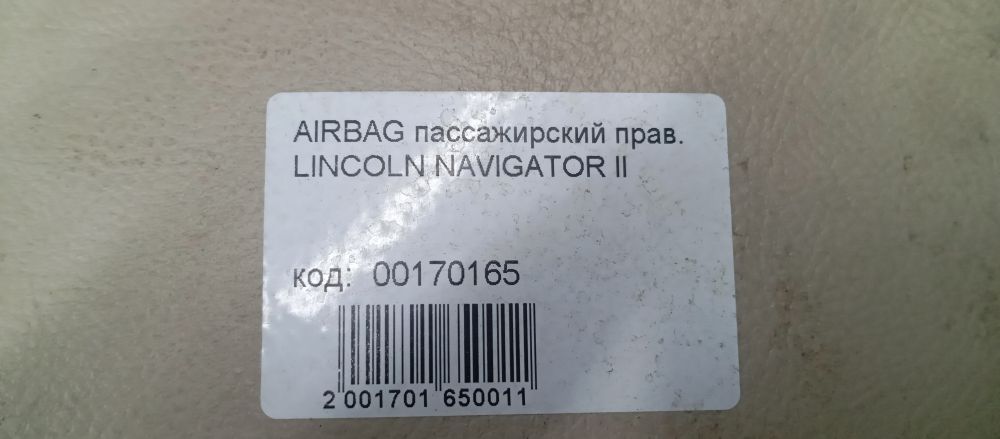 AIRBAG пассажирский прав.
LINCOLN NAVIGATOR II
код: 00170165
2 001701 650011